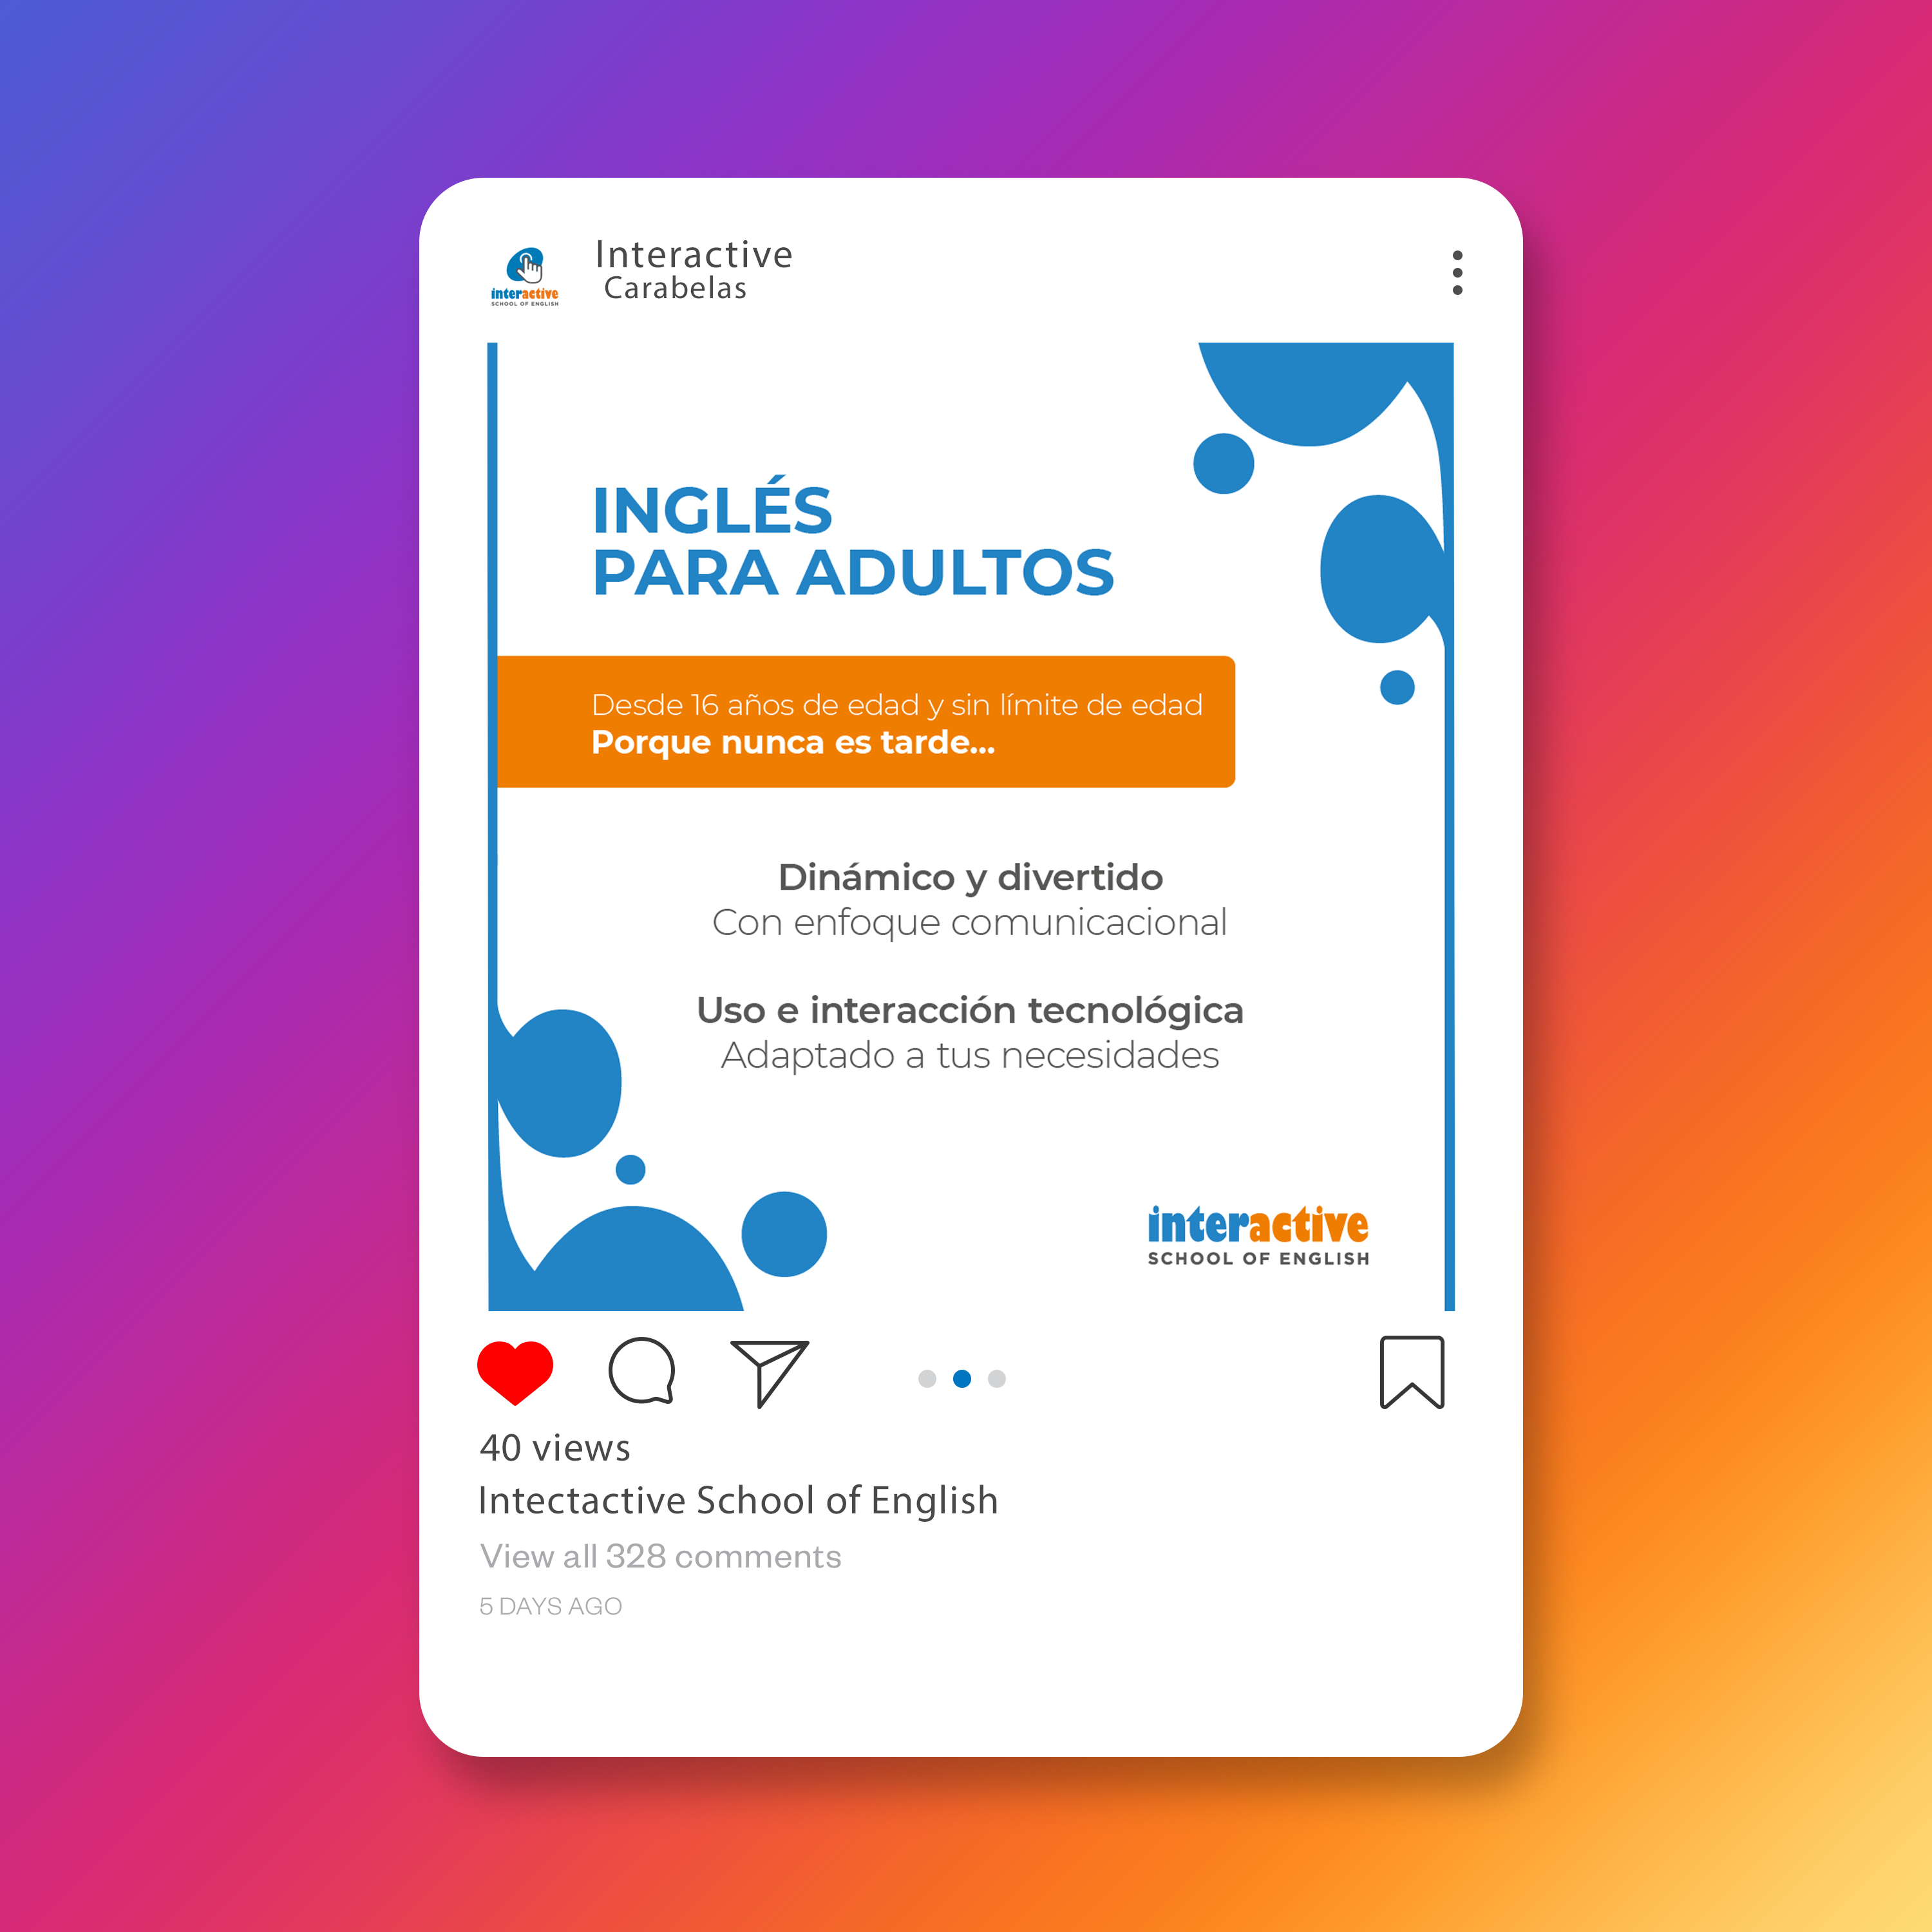 interactive
SCHOOL OF ENGLISH
Interactive
Carabelas
INGLÉS
PARA ADULTOS
Desde 16 años de edad y sin límite de edad
Porque nunca es tarde...
Dinámico y divertido
Con enfoque comunicacional
Uso e interacción tecnológica
Adaptado a tus necesidades
interactive
SCHOOL OF ENGLISH
40 views
Intectactive School of English
View all 328 comments
5 DAYS AGO